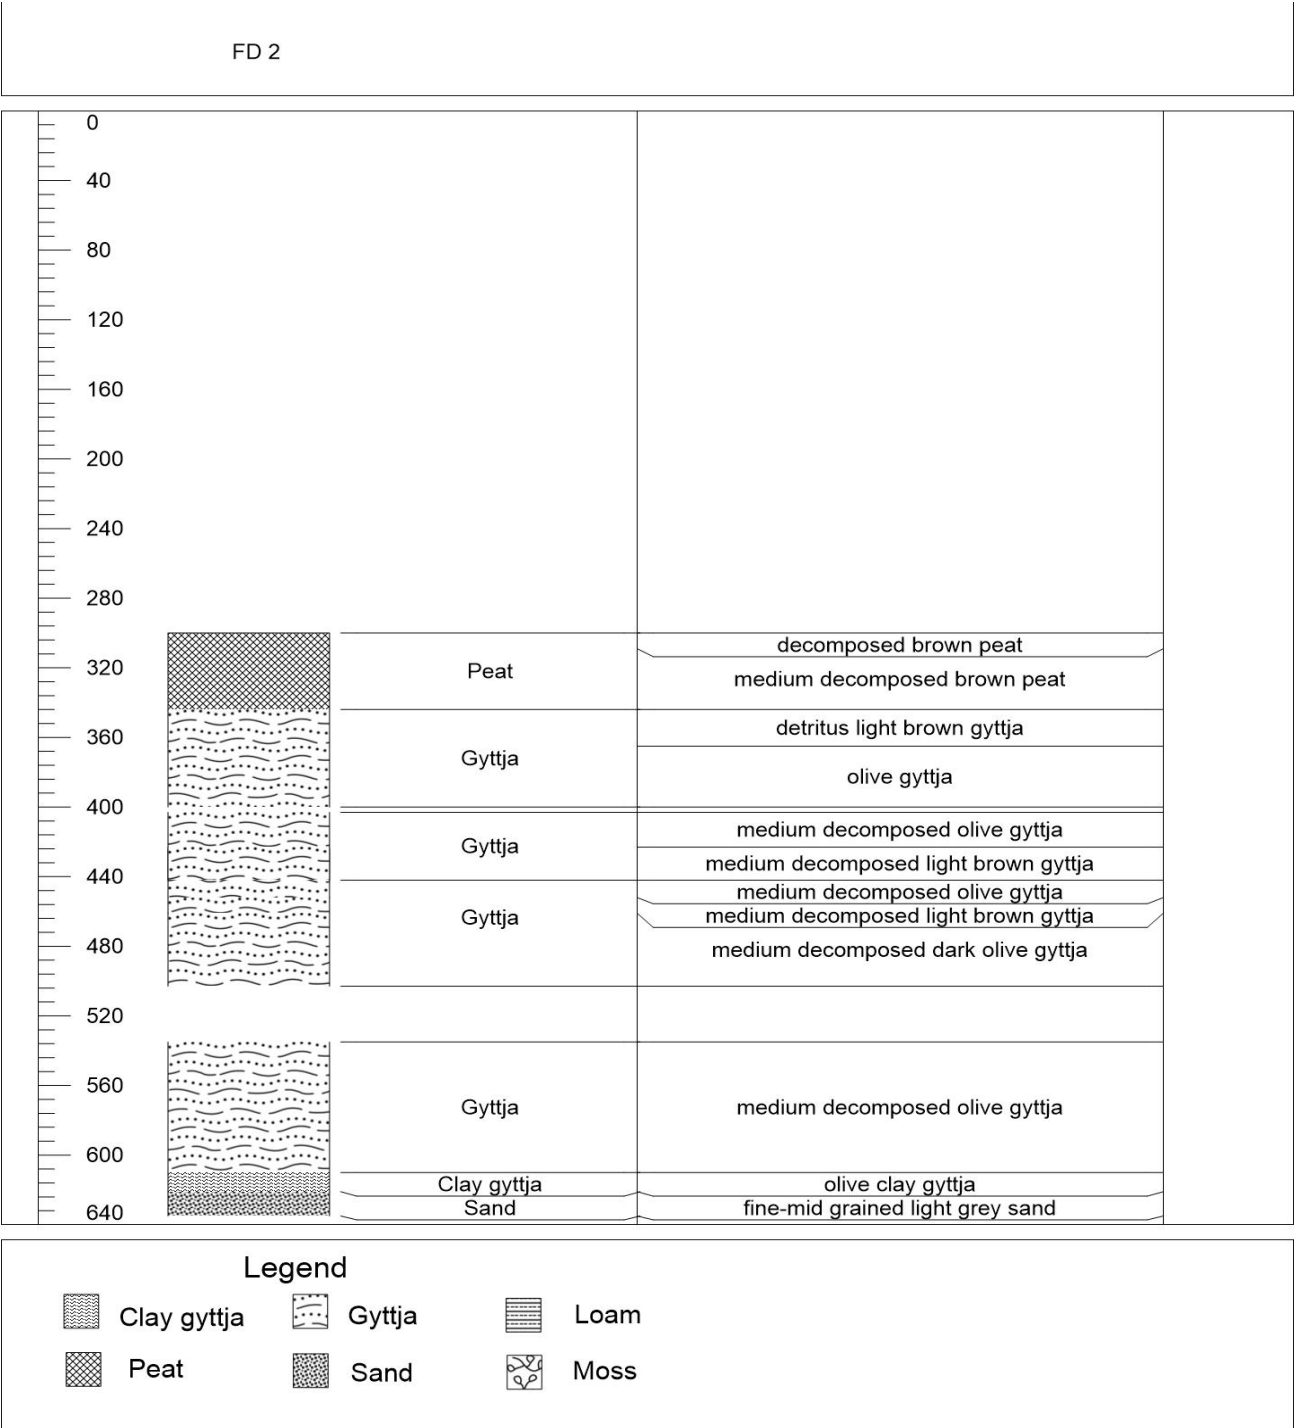 FD 2
0
40
80
120
160
200
240
280
320
360
400
440
480
520
560
600
640
Peat
Gyttja
Gyttja
Gyttja
Gyttja
Clay gyttja
Sand
decomposed brown peat
medium decomposed brown peat
detritus light brown gyttja
olive gyttja
medium decomposed olive gyttja
medium decomposed light brown gyttja
medium decomposed olive gyttja
medium decomposed light brown gyttja
medium decomposed dark olive gyttja
medium decomposed olive gyttja
olive clay gyttja
fine-mid grained light grey sand
Legend
Clay gyttja
Gyttja
Loam
Peat
Sand
Moss